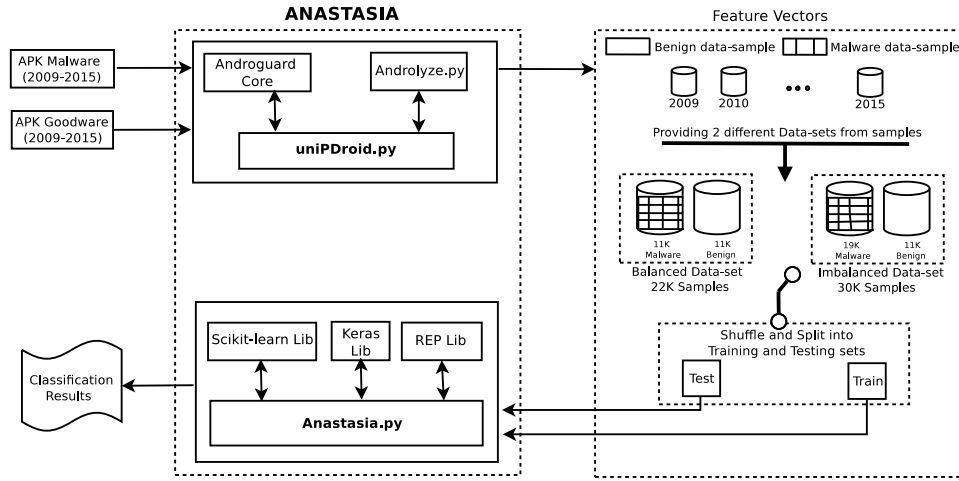 ANASTASIA
Feature Vectors
APK Malware
(2009-2015)
APK Goodware
(2009-2015)
Androguard
Core
Androlyze.py
uniPDroid.py
Benign data-sample
Malware data-sample
2009
2010
2015
Providing 2 different Data-sets from samples
11K
Malware
11K
Benign
19K
Malware
11K
Benign
Balanced Data-set
22K Samples
Imbalanced Data-set
30K Samples
Shuffle and Split into
Training and Testing sets
Test
Train
Scikit-learn Lib
Keras
Lib
REP Lib
Anastasia.py
Classification
Results